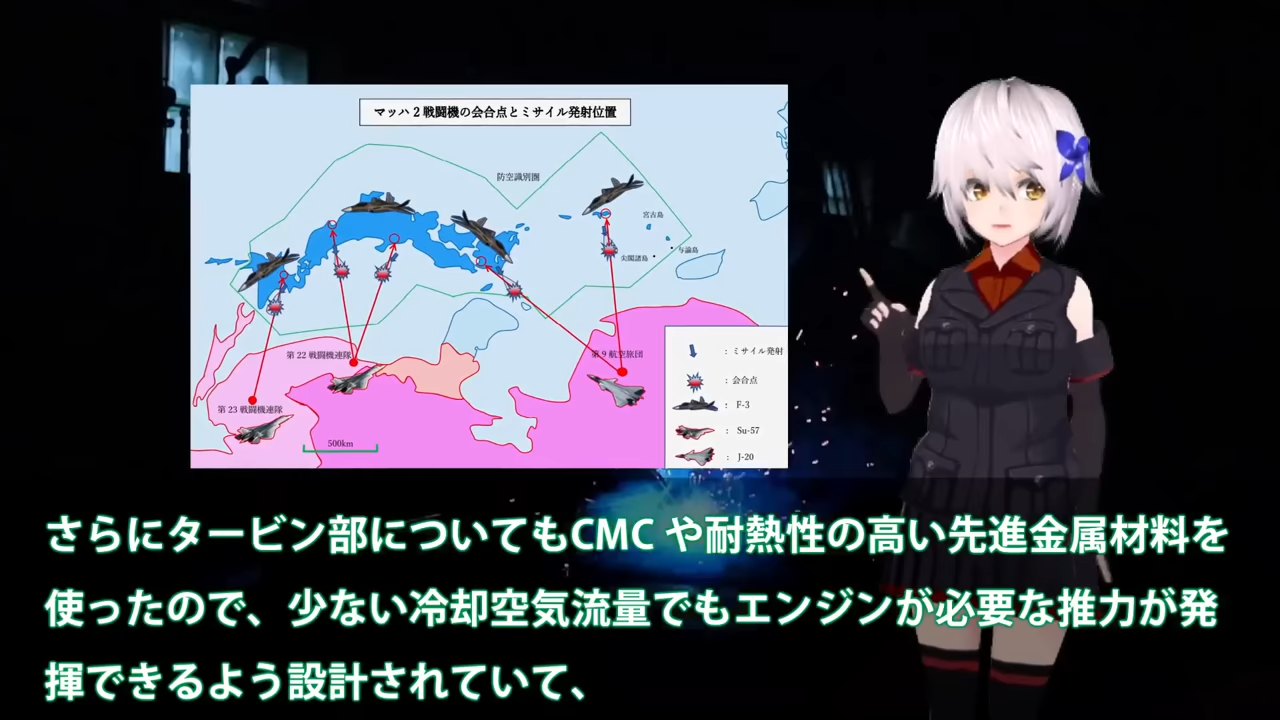 マッハ2戦闘機の会合点とミサイル発射位置
防空識別圏
宮古島
与論島
尖閣諸島
第22戦闘機連隊
第9航空旅団
第23戦闘機連隊
500km
：ミサイル発射
：会合点
：F-3
：Su-57
：J-20
さらにタービン部についてもCMCや耐熱性の高い先進金属材料を
使ったので、少ない冷却空気流量でもエンジンが必要な推力が発
揮できるよう設計されていて、